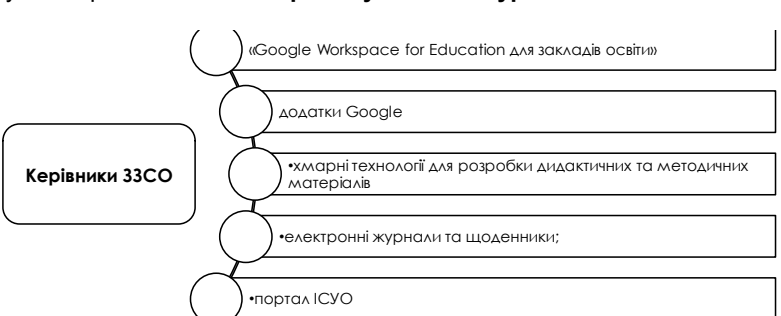 «Google Workspace for Education для закладів освіти»
додатки Google
Керівники ЗЗСО
•хмарні технології для розробки дидактичних та методичних
матеріалів
•електронні журнали та щоденники;
•портал ІСУО